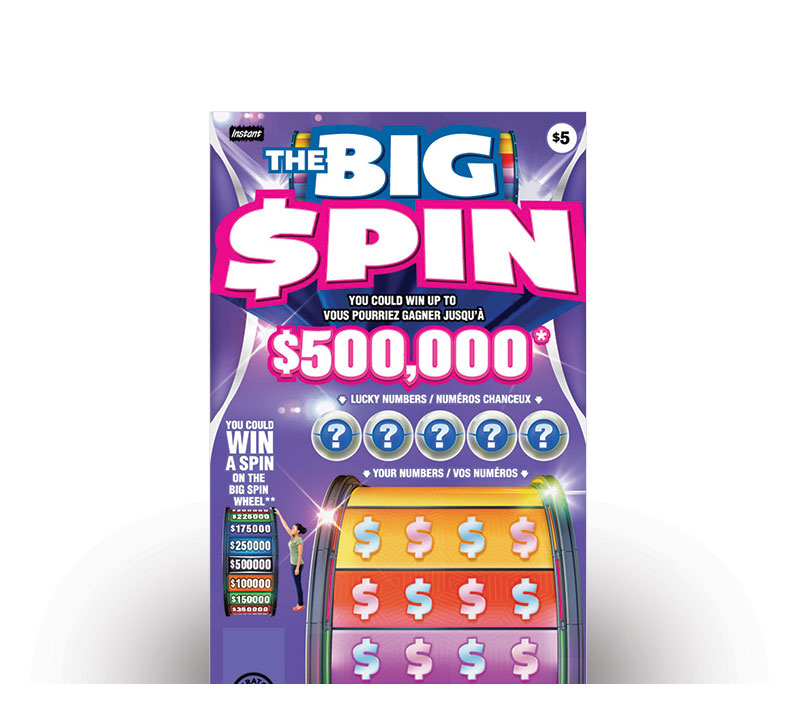 Instant
$5
THE BIG
$PIN
YOU COULD WIN UP TO
VOUS POURRIEZ GAGNER JUSQU'À
$500,000*
LUCKY NUMBERS / NUMÉROS CHANCEUX
? ? ? ? ?
YOUR NUMBERS / VOS NUMÉROS
YOU COULD
WIN
A SPIN
ON THE
BIG SPIN
WHEEL**
$225000
$175000
$250000
$500000
$100000
$150000
$350000
$ $ $ $
$ $ $ $
$ $ $ $